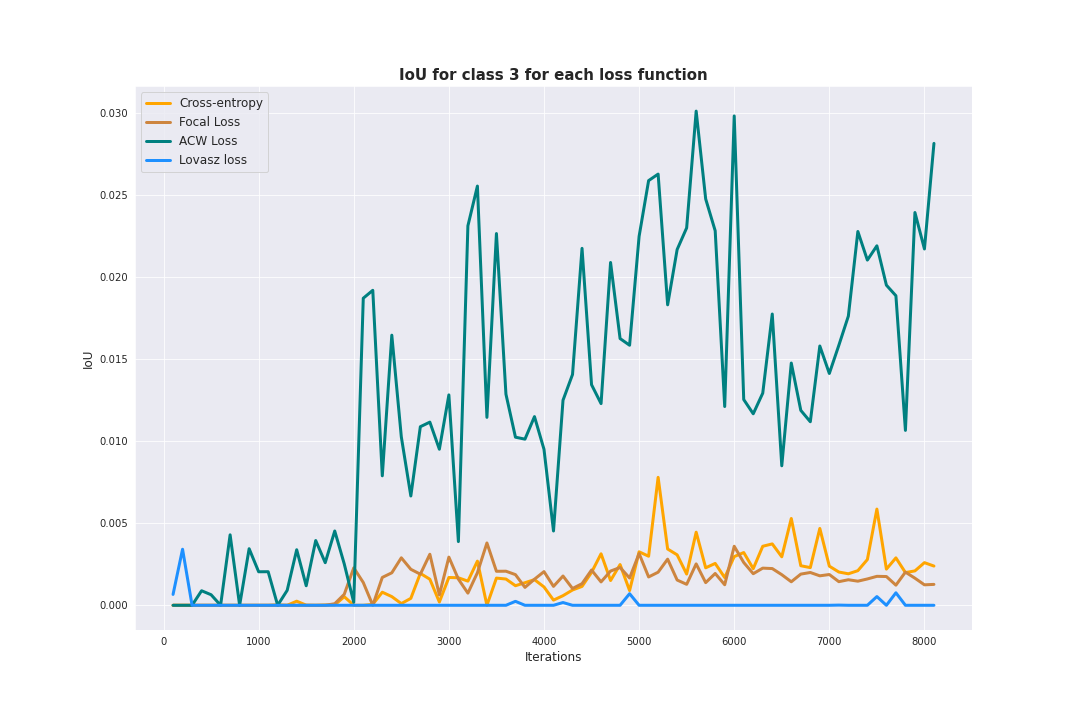 IoU for class 3 for each loss function
Cross-entropy
Focal Loss
ACW Loss
Lovasz loss
0.030
0.025
0.020
0.015
0.010
0.005
0.000
IoU
0 1000 2000 3000 4000 5000 6000 7000 8000
Iterations